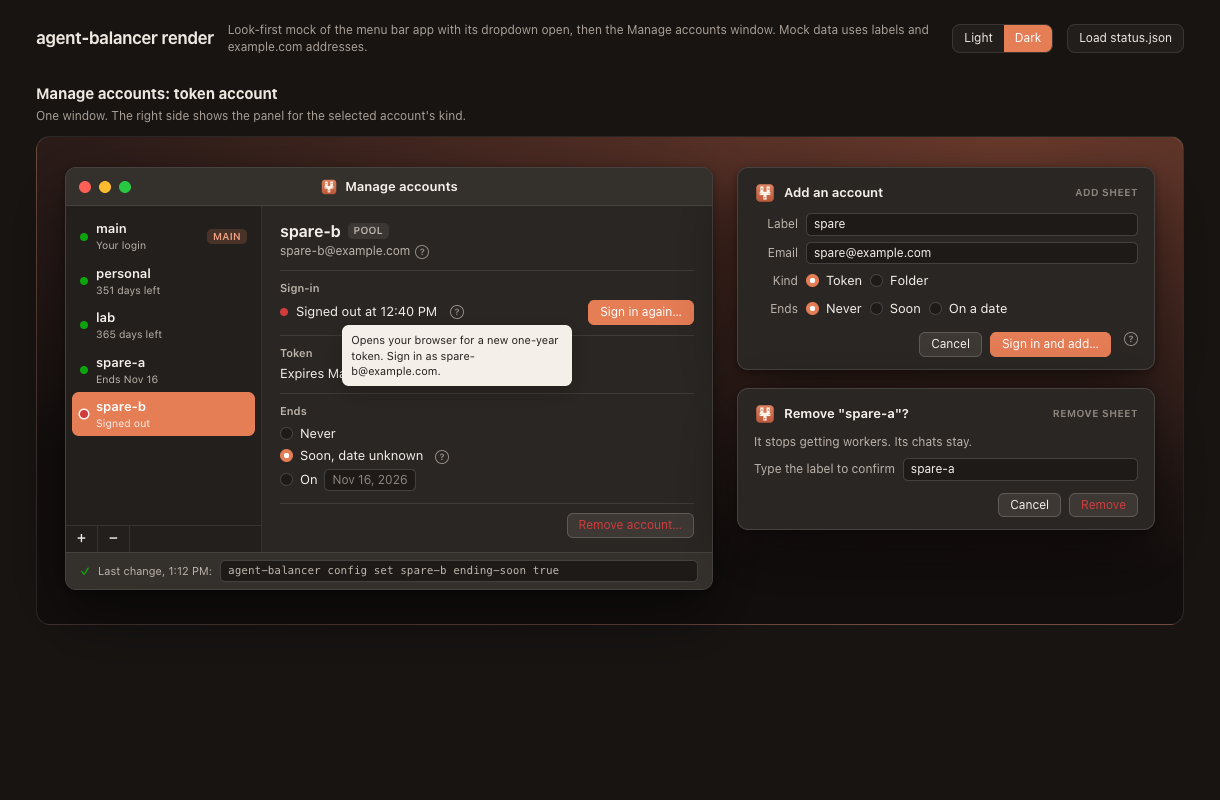 agent-balancer render
Look-first mock of the menu bar app with its dropdown open, then the Manage accounts window. Mock data uses labels and
example.com addresses.
Light
Dark
Load status.json
Manage accounts: token account
One window. The right side shows the panel for the selected account's kind.
Manage accounts
main
Your login
MAIN
personal
351 days left
lab
365 days left
spare-a
Ends Nov 16
spare-b
Signed out
+
−
spare-b
POOL
spare-b@example.com
?
Sign-in
Signed out at 12:40 PM
?
Sign in again…
Opens your browser for a new one-year
token. Sign in as spare-
b@example.com.
Token
Expires
Ends
Never
Soon, date unknown
?
On
Nov 16, 2026
Remove account…
✓ Last change, 1:12 PM:
agent-balancer config set spare-b ending-soon true
Add an account
ADD SHEET
Label
spare
Email
spare@example.com
Kind
Token
Folder
Ends
Never
Soon
On a date
Cancel
Sign in and add…
?
Remove "spare-a"?
REMOVE SHEET
It stops getting workers. Its chats stay.
Type the label to confirm
spare-a
Cancel
Remove